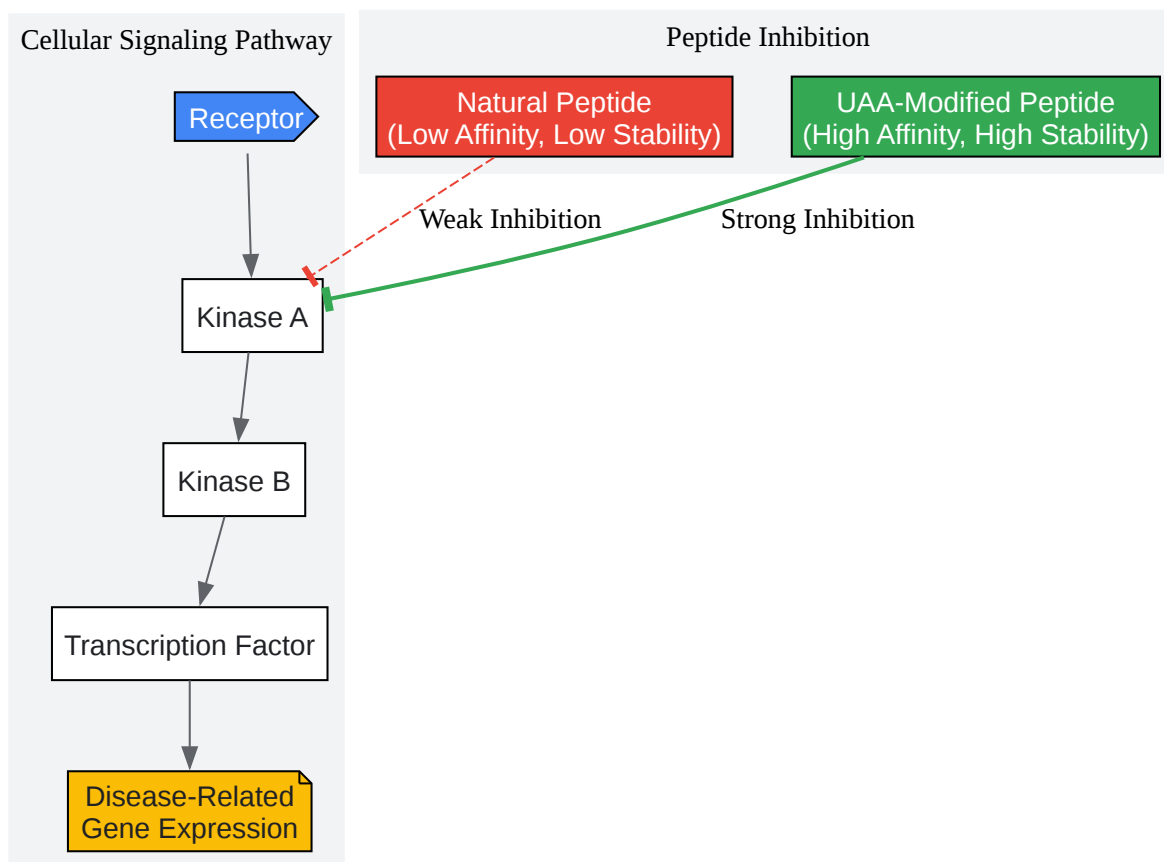 Cellular Signaling Pathway
Peptide Inhibition
Receptor
Natural Peptide
(Low Affinity, Low Stability)
UAA-Modified Peptide
(High Affinity, High Stability)
Weak Inhibition
Strong Inhibition
Kinase A
Kinase B
Transcription Factor
Disease-Related
Gene Expression